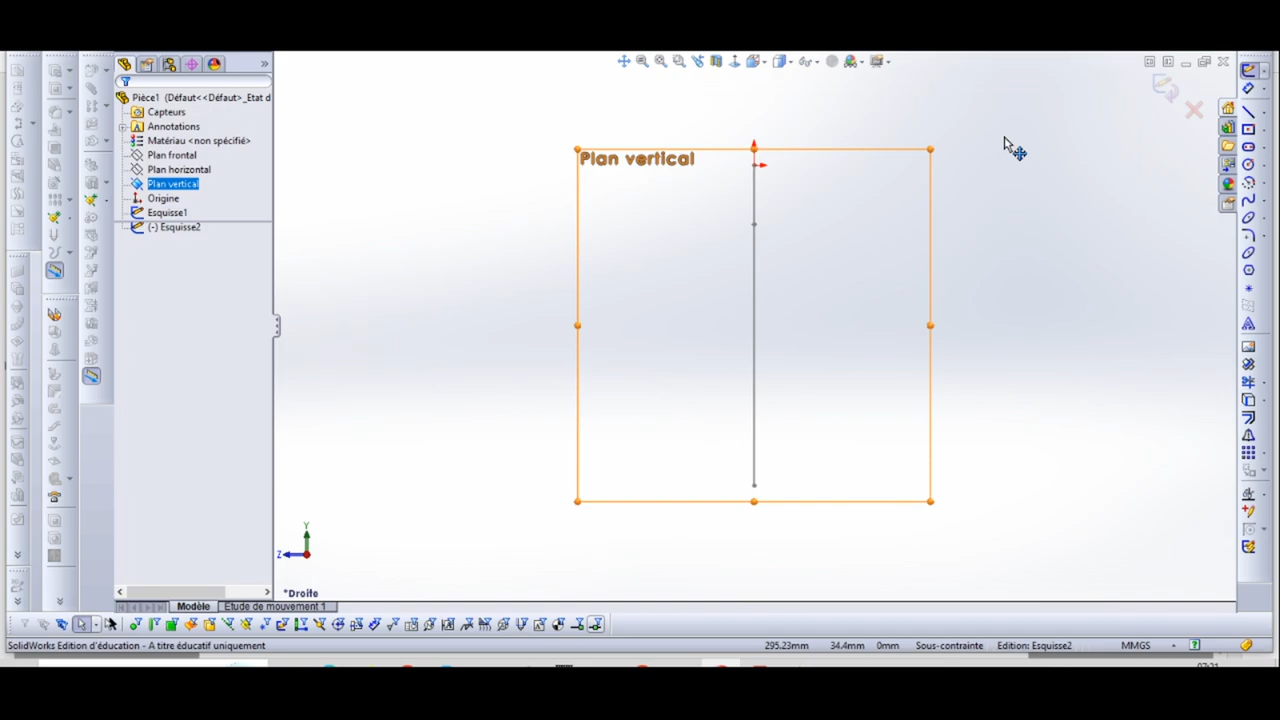 Pièce1 (Défaut<<Défaut>_Etat d
Capteurs
Annotations
Matériau <non spécifié>
Plan frontal
Plan horizontal
Plan vertical
Origine
Esquisse1
(-) Esquisse2
Plan vertical
Y
Z
*Droite
Modèle
Etude de mouvement 1
SolidWorks Edition d'éducation - A titre éducatif uniquement
295.23mm
34.4mm
0mm
Sous-contrainte
Edition: Esquisse2
MMGS